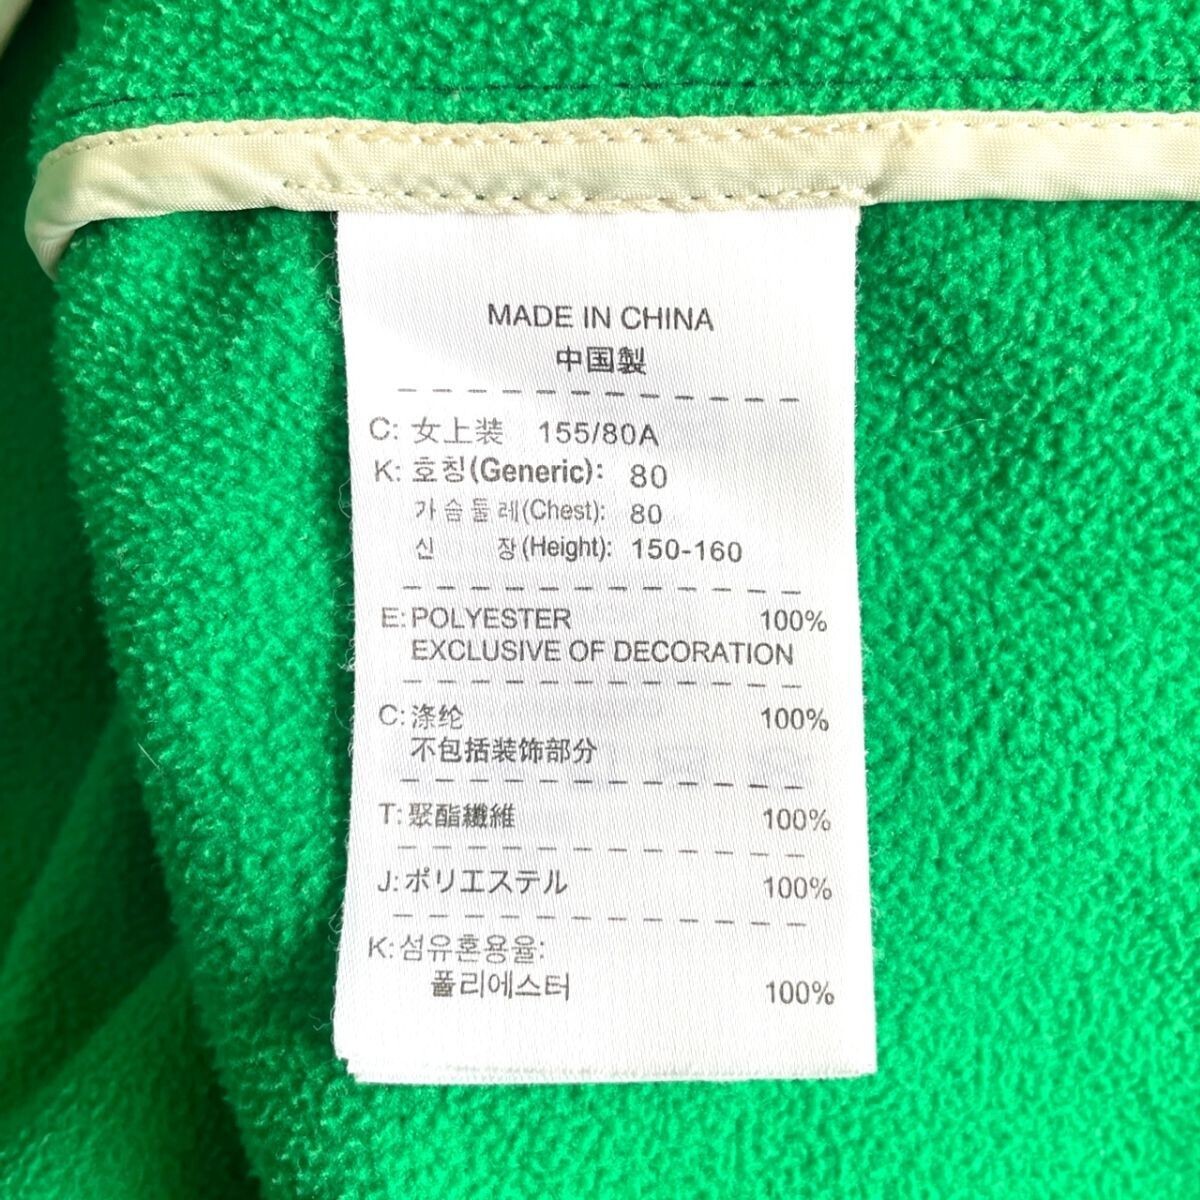 MADE IN CHINA
中国製
C: 女上装 155/80A
K: 호칭(Generic): 80
가슴둘레(Chest): 80
신 장(Height): 150-160
E: POLYESTER 100%
EXCLUSIVE OF DECORATION
C: 涤纶 100%
不包括装饰部分
T: 聚酯纖維 100%
J: ポリエステル 100%
K: 섬유혼용율:
폴리에스터 100%